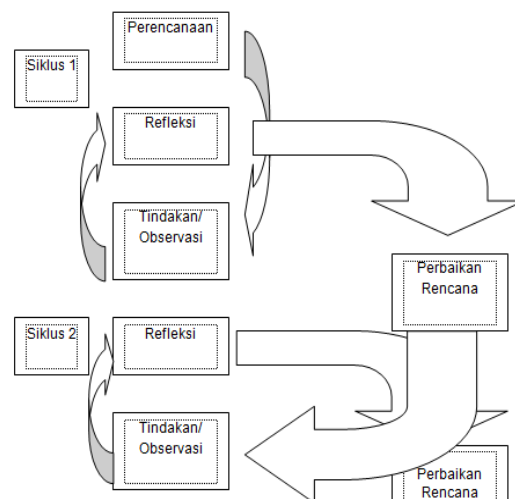 Perencanaan
Siklus 1
Refleksi
Tindakan/
Observasi
Perbaikan
Rencana
Siklus 2
Refleksi
Tindakan/
Observasi
Perbaikan
Rencana